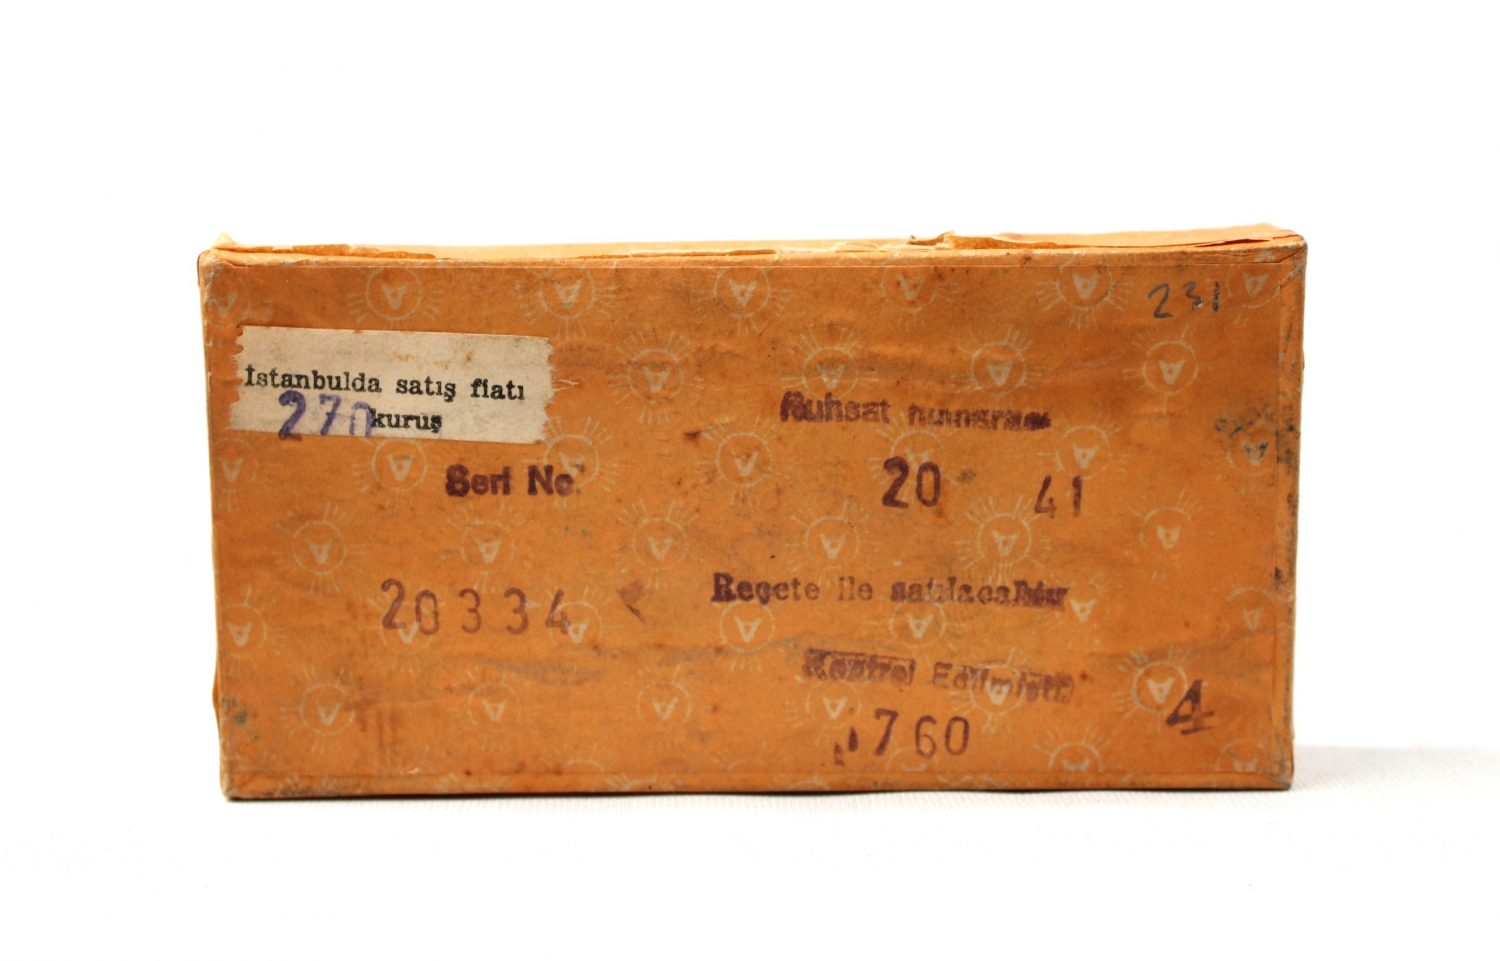 231
İstanbulda satış fiatı
270 kuruş
Ruhsat numarası
Seri No.
20 41
20334
Reçete ile satılacaktır
Kontrol Edilmiştir
1760
4